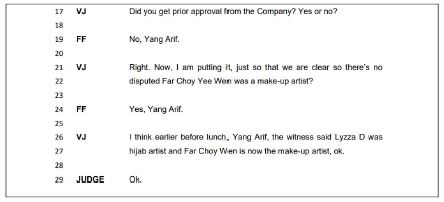 17 VJ Did you get prior approval from the Company? Yes or no?
18
19 FF No, Yang Arif.
20
21 VJ Right. Now, I am putting it, just so that we are clear so there's no
22 disputed Far Choy Yee Wem was a make-up artist?
23
24 FF Yes, Yang Arif.
25
26 VJ I think earlier before lunch, Yang Arif, the witness said Lyzza D was
27 hijab artist and Far Choy Wen is now the make-up artist, ok.
28
29 JUDGE Ok.